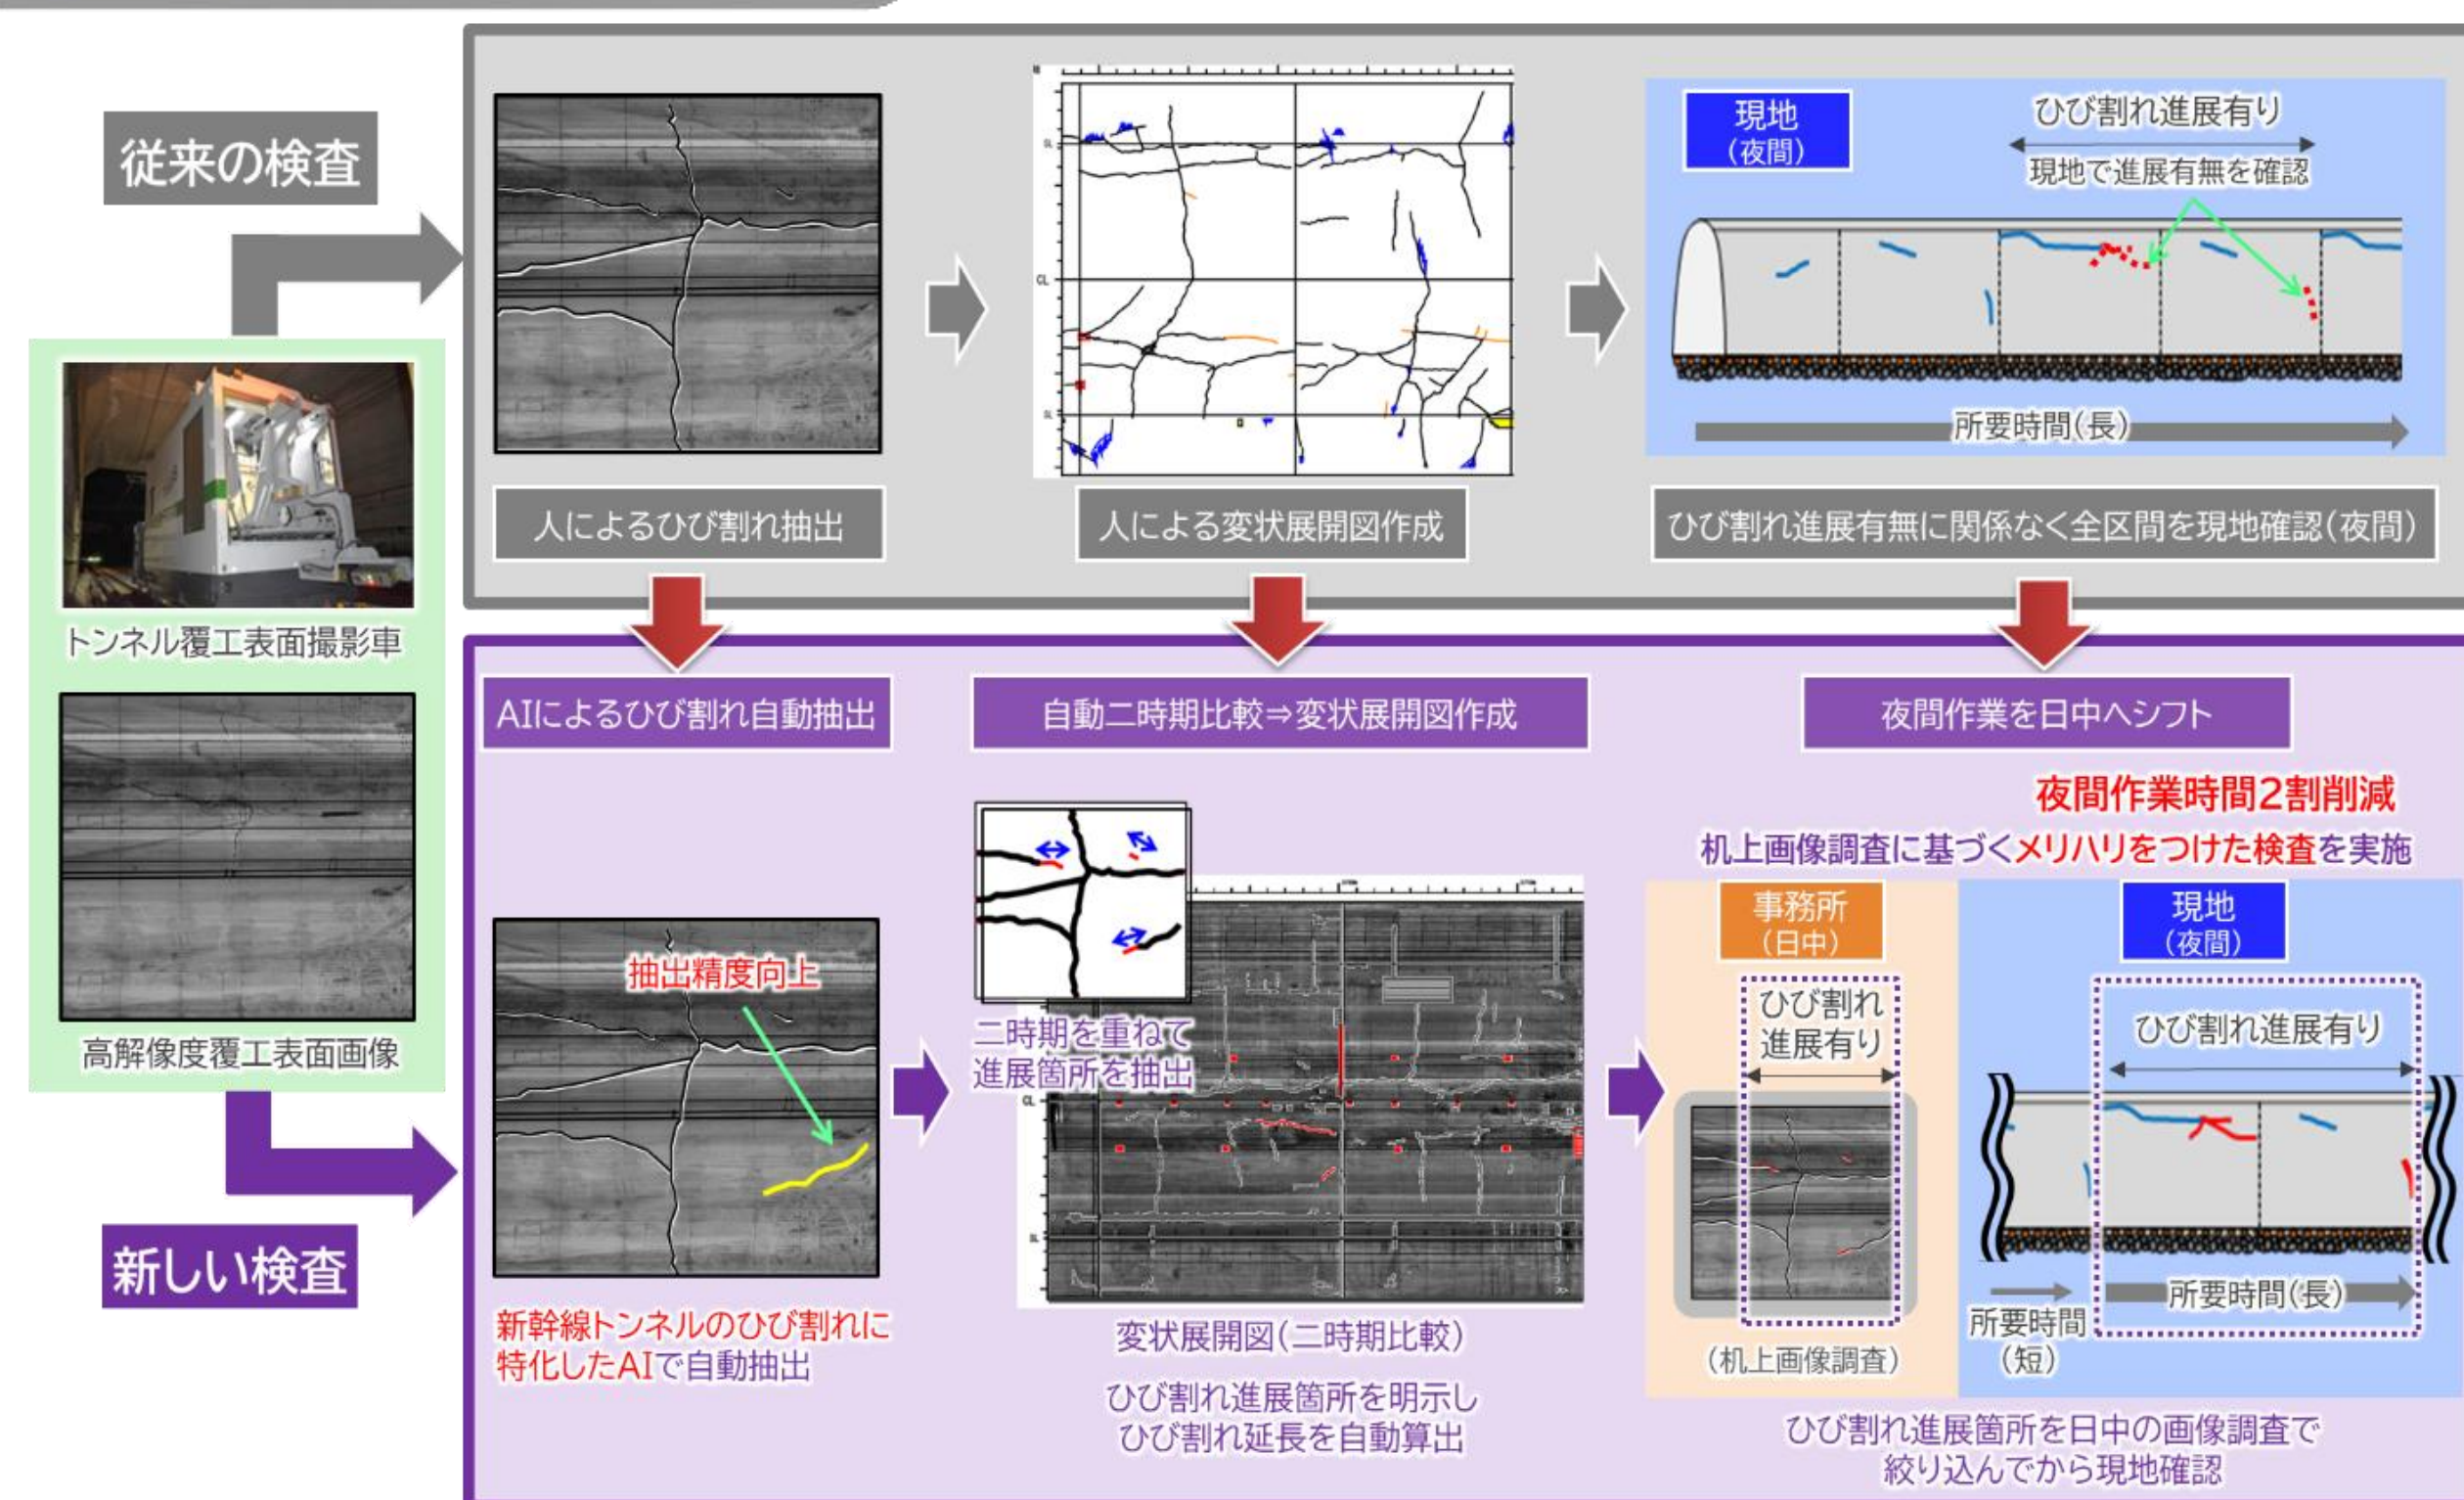 従来の検査
トンネル覆工表面撮影車
高解像度覆工表面画像
新しい検査
人によるひび割れ抽出
CL
人による変状展開図作成
現地
(夜間)
ひび割れ進展有り
現地で進展有無を確認
所要時間(長)
ひび割れ進展有無に関係なく全区間を現地確認(夜間)
AIによるひび割れ自動抽出
抽出精度向上
新幹線トンネルのひび割れに
特化したAIで自動抽出
自動二時期比較⇒変状展開図作成
二時期を重ねて
進展箇所を抽出
CL
変状展開図(二時期比較)
ひび割れ進展箇所を明示し
ひび割れ延長を自動算出
夜間作業を日中へシフト
夜間作業時間2割削減
机上画像調査に基づくメリハリをつけた検査を実施
事務所
(日中)
ひび割れ
進展有り
(机上画像調査)
現地
(夜間)
ひび割れ進展有り
所要時間
(短)
所要時間(長)
ひび割れ進展箇所を日中の画像調査で
絞り込んでから現地確認